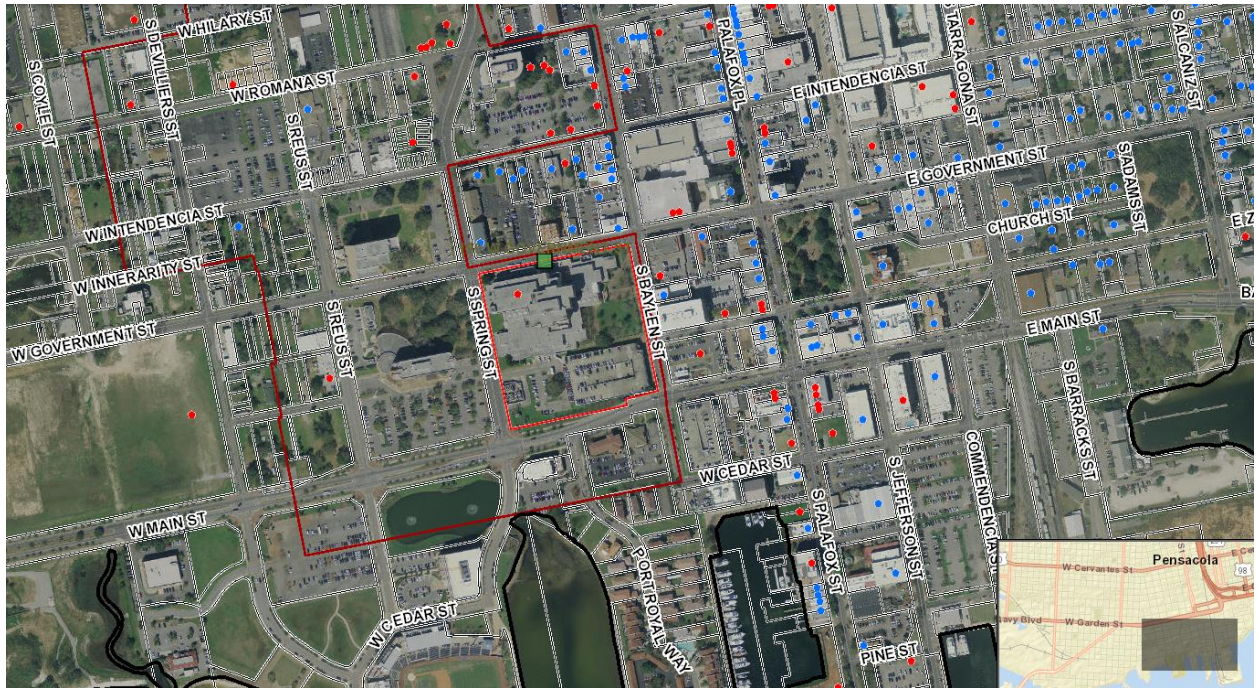 W HILARY ST
S COYLE ST
S DEVILLIERS ST
W ROMANA ST
S REUS ST
PALAFOX PL
E INTENDENCIA ST
S TARRAGONA ST
S ALCANIZ ST
E GOVERNMENT ST
S ADAMS ST
CHURCH ST
W INTENDENCIA ST
W INNERARITY ST
W GOVERNMENT ST
S REUS ST
S SPRING ST
S BAYLEN ST
E MAIN ST
S BARRACKS ST
W MAIN ST
W CEDAR ST
S PALAFOX ST
S JEFFERSON ST
COMMENDENCIA ST
PORT ROYAL WAY
W CEDAR ST
PINE ST
Pensacola
W Cervantes St
98
W Garden St